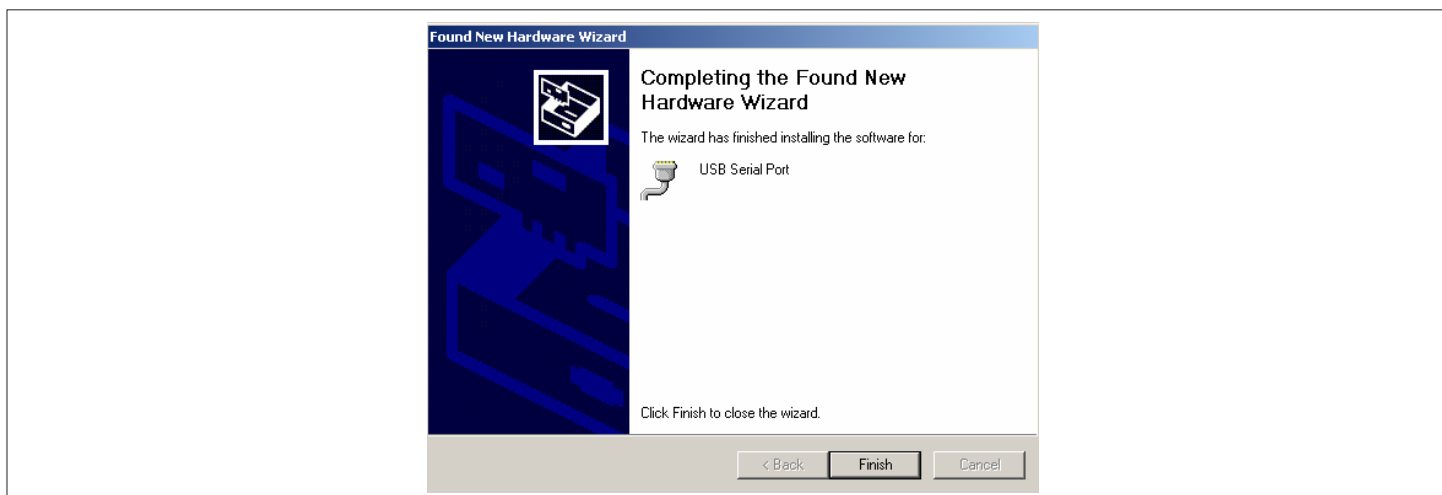 Found New Hardware Wizard
Completing the Found New
Hardware Wizard
The wizard has finished installing the software for:
USB Serial Port
Click Finish to close the wizard.
< Back
Finish
Cancel